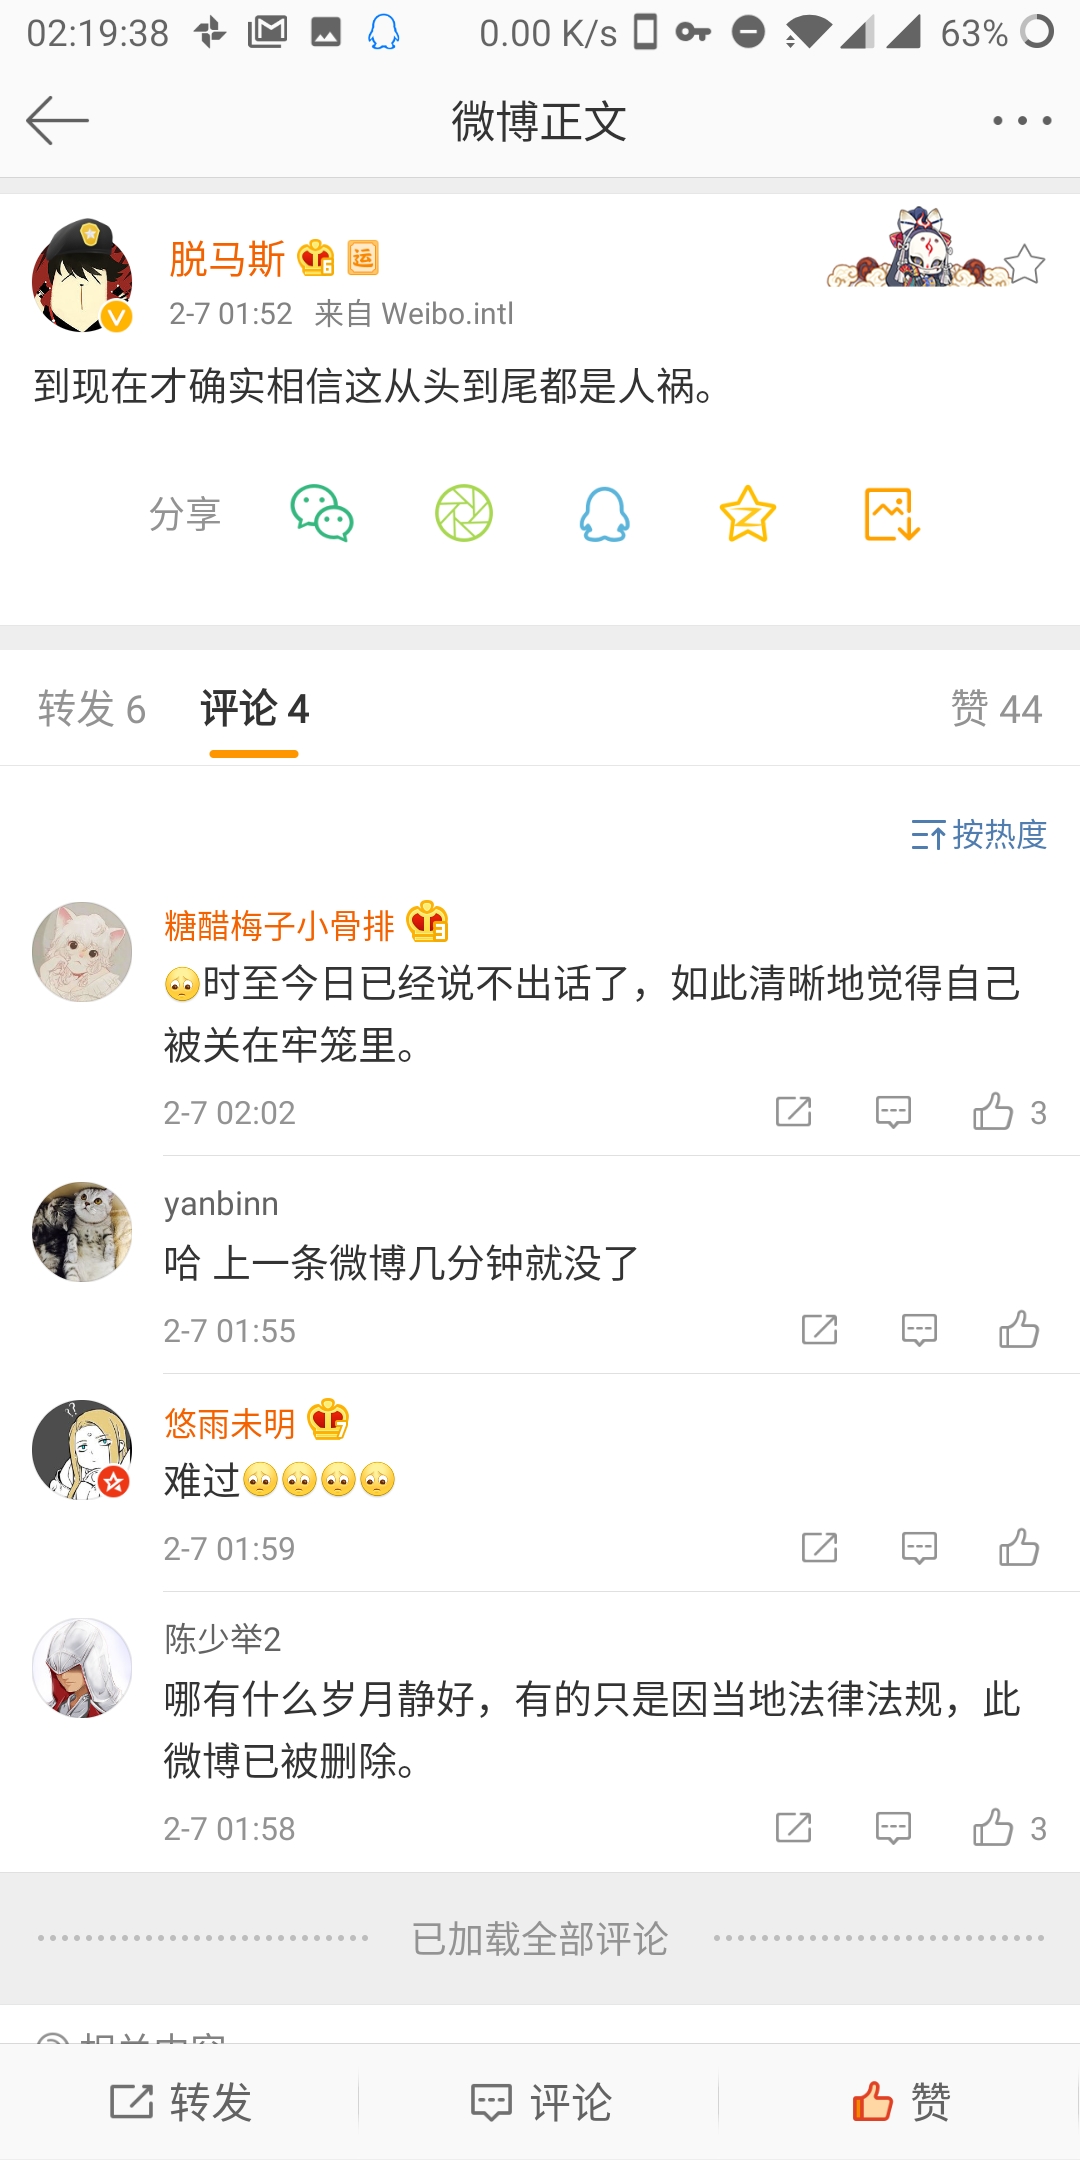 02:19:38 0.00 K/s 63%
微博正文
脱马斯 6 运
2-7 01:52 来自 Weibo.intl
到现在才确实相信这从头到尾都是人祸。
分享
转发 6 评论 4 赞 44
按热度
糖醋梅子小骨排 3
时至今日已经说不出话了，如此清晰地觉得自己
被关在牢笼里。
2-7 02:02 3
yanbinn
哈 上一条微博几分钟就没了
2-7 01:55
悠雨未明 7
难过
2-7 01:59
陈少举2
哪有什么岁月静好，有的只是因当地法律法规，此
微博已被删除。
2-7 01:58 3
已加载全部评论
相关内容
转发 评论 赞